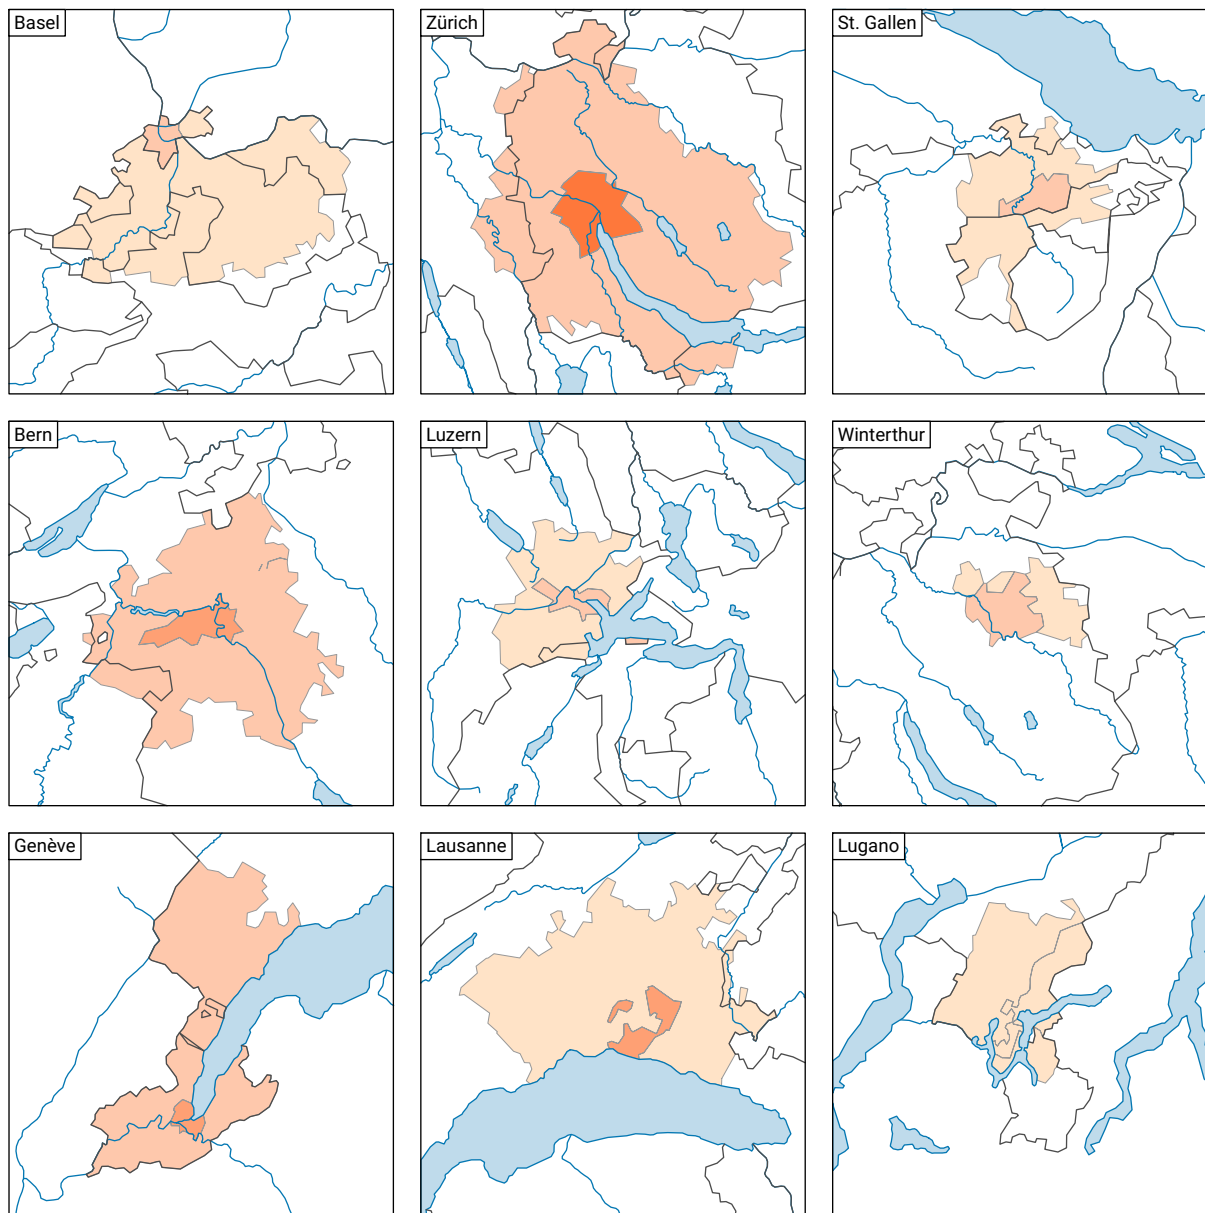 Basel
Zürich
St. Gallen
Bern
Luzern
Winterthur
Genève
Lausanne
Lugano